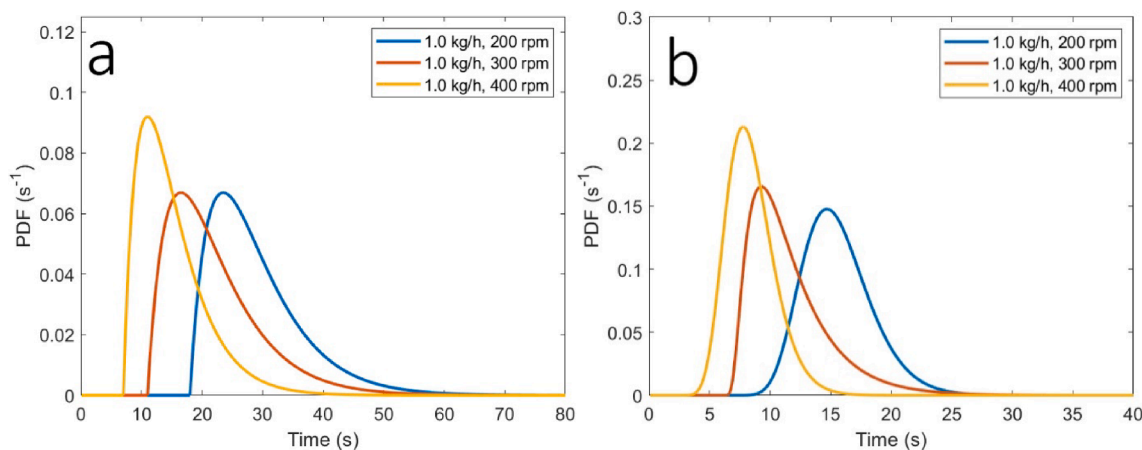 a
PDF (s⁻¹)
0.12
0.1
0.08
0.06
0.04
0.02
0
1.0 kg/h, 200 rpm
1.0 kg/h, 300 rpm
1.0 kg/h, 400 rpm
0 10 20 30 40 50 60 70 80
Time (s)
b
PDF (s⁻¹)
0.3
0.25
0.2
0.15
0.1
0.05
0
1.0 kg/h, 200 rpm
1.0 kg/h, 300 rpm
1.0 kg/h, 400 rpm
0 5 10 15 20 25 30 35 40
Time (s)